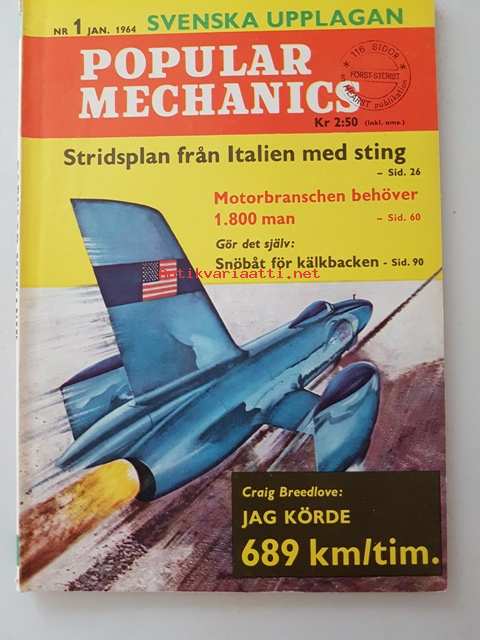 NR 1 JAN. 1964 SVENSKA UPPLAGAN
POPULAR
MECHANICS
116 SIDOR
FÖRST-STÖRST
publikation
Kr 2:50 (inkl. oms.)
Stridsplan från Italien med sting
– Sid. 26
Motorbranschen behöver
1.800 man – Sid. 60
Gör det själv:
Snöbåt för kälkbacken - Sid. 90
Antikvariaatti.net
Craig Breedlove:
JAG KÖRDE
689 km/tim.